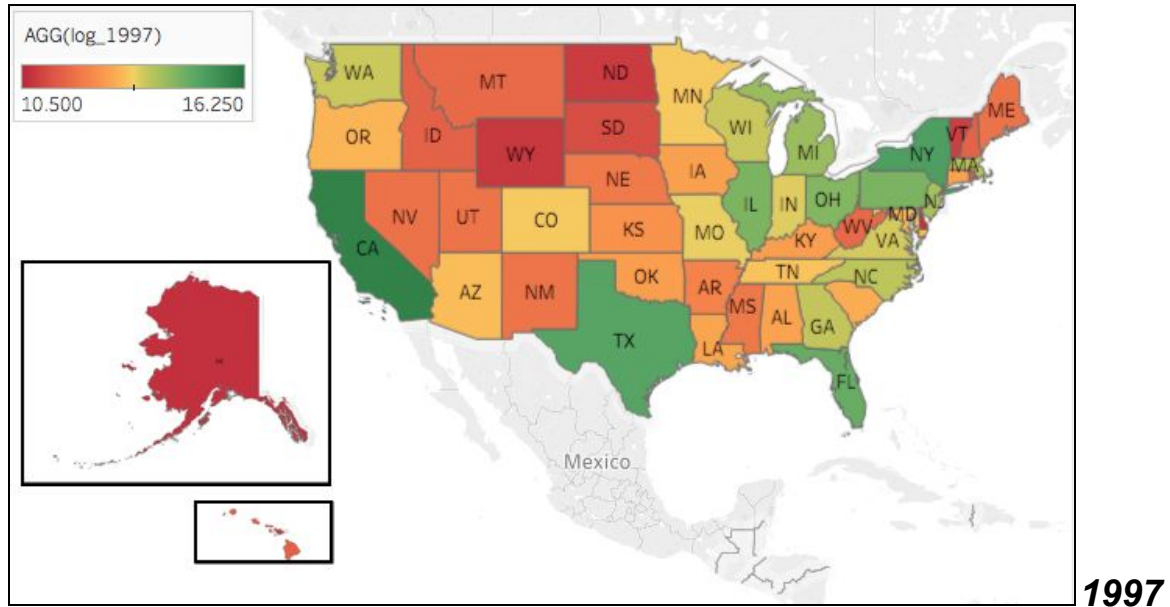 AGG(log_1997)
10.500 16.250
WA
MT
ND
MN
OR
ID
SD
WI
MI
VT
ME
NY
MA
WY
NE
IA
IL
IN
OH
NJ
MD
NV
UT
CO
KS
MO
KY
WV
VA
CA
AZ
NM
OK
AR
TN
NC
TX
LA
MS
AL
GA
FL
Mexico
1997